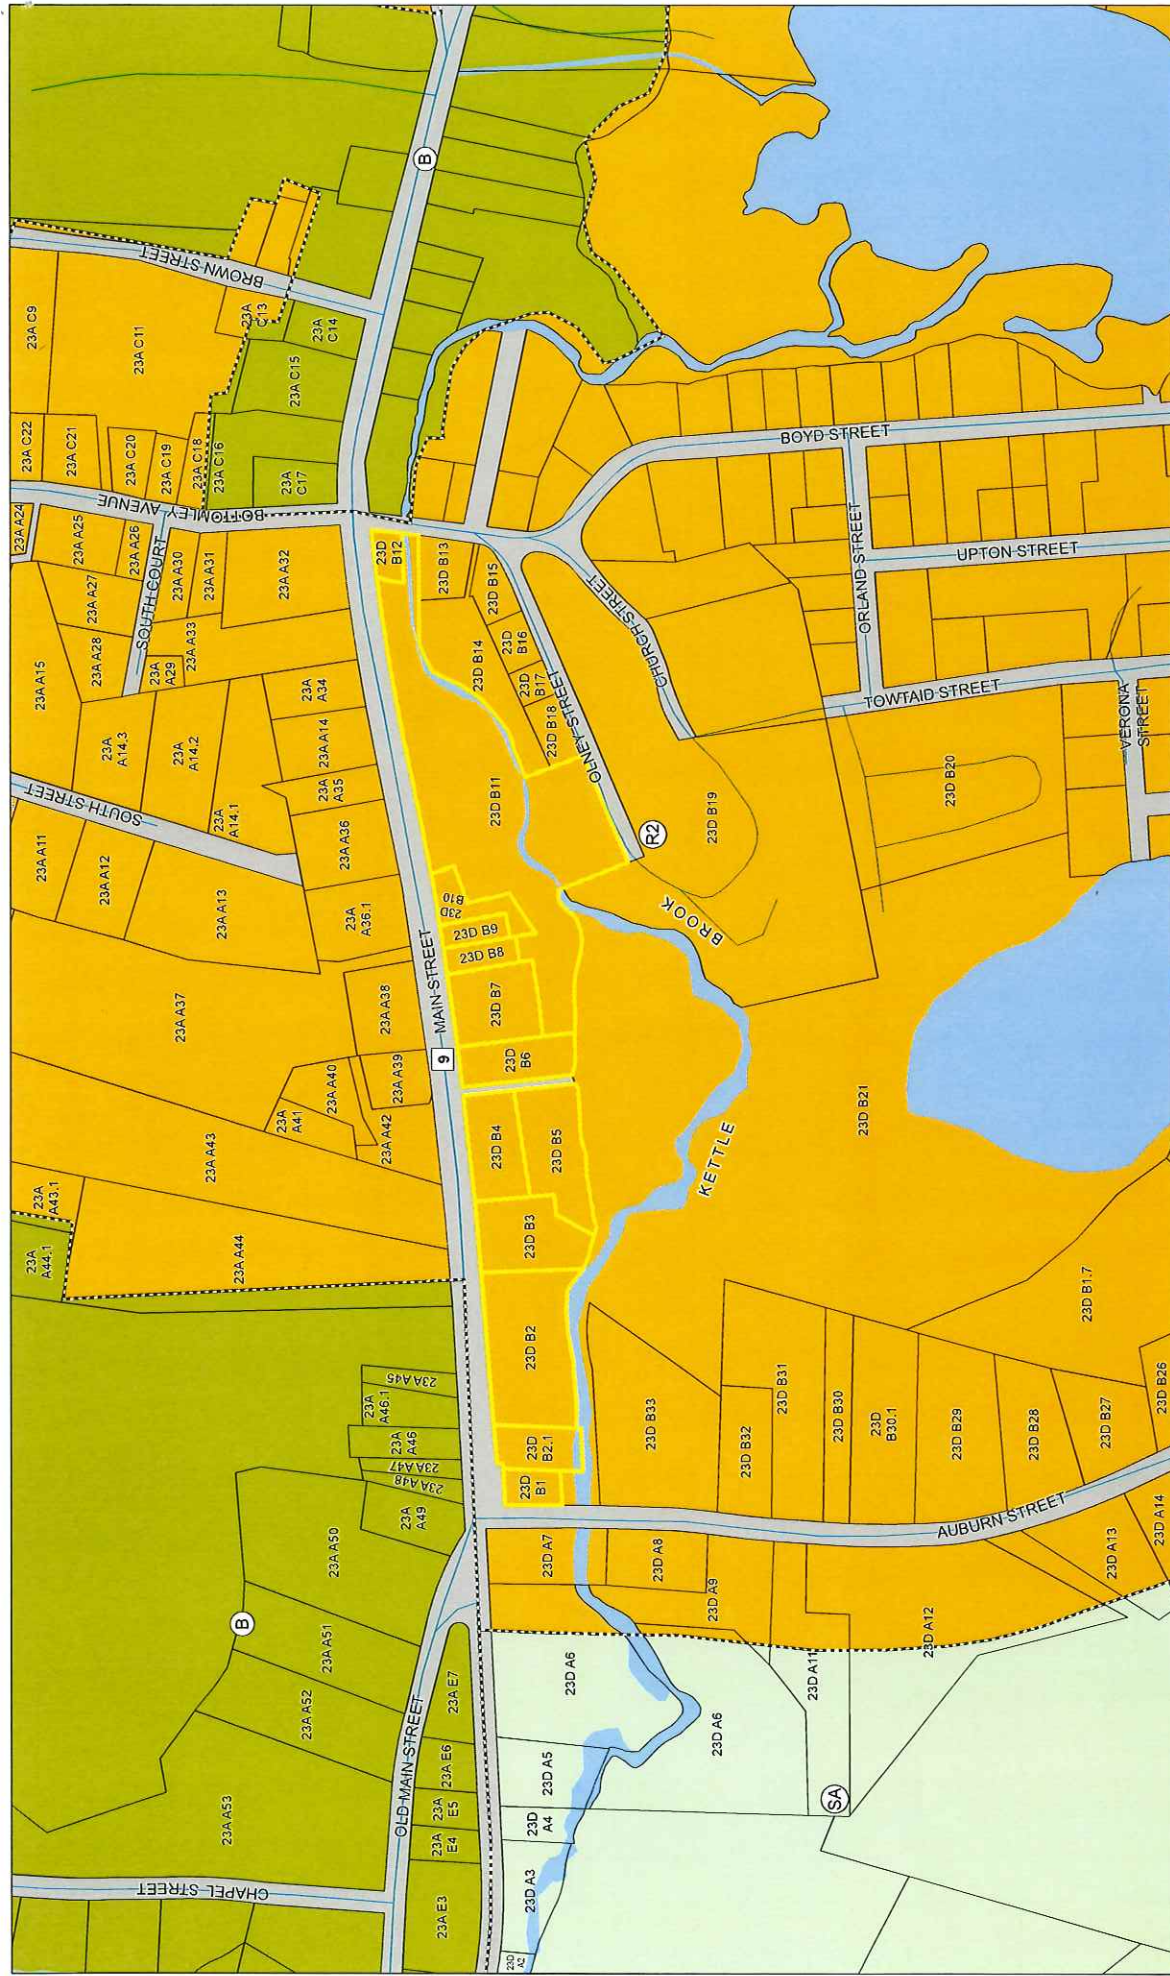 CHAPEL STREET
23A A53
23A A52
23A A51
B
23A A50
23A
A49
23A A48
23A A47
23A
A46
23A
A46.1
23A A45
OLD MAIN STREET
23A E3
23A
E4
23A
E5
23A E6
23A E7
23A
A44.1
23A
A43.1
23A A44
23A A43
23A A42
23A
A41
23A A40
23A A39
23A A38
23A A37
23A
A36.1
23A A36
23A
A35
23A A14
23A
A34
23A A13
23A A12
23A A11
SOUTH STREET
23A
A14.1
23A
A14.2
23A
A14.3
23A A15
23A A28
23A A27
23A
A29
23A A33
SOUTH COURT
23A A24
23A A25
23A A26
23A A30
23A A31
23A A32
BOTTOMLEY AVENUE
23A C22
23A C21
23A C20
23A C19
23A C18
23A C16
23A
C17
23A C15
23A
C14
23A
C13
23A C11
23A C9
BROWN STREET
B
9
MAIN STREET
23D
B1
23D
B2.1
23D B2
23D B3
23D B4
23D B5
23D
B6
23D B7
23D B8
23D B9
23D
B10
23D B11
23D
B12
23D B13
23D B14
23D B15
23D
B16
23D
B17
23D B18
OLNEY STREET
CHURCH STREET
R2
23D B19
KETTLE
BROOK
BOYD STREET
ORLAND STREET
UPTON STREET
TOWTAID STREET
VERONA
STREET
23D B20
23D B21
23D
A2
23D A3
23D
A4
23D A5
23D A6
23D A6
SA
23D A11
23D A12
23D A7
23D A8
23D A9
23D A13
23D A14
AUBURN STREET
23D B33
23D B32
23D B31
23D B30
23D
B30.1
23D B29
23D B28
23D B27
23D B26
23D B1.7